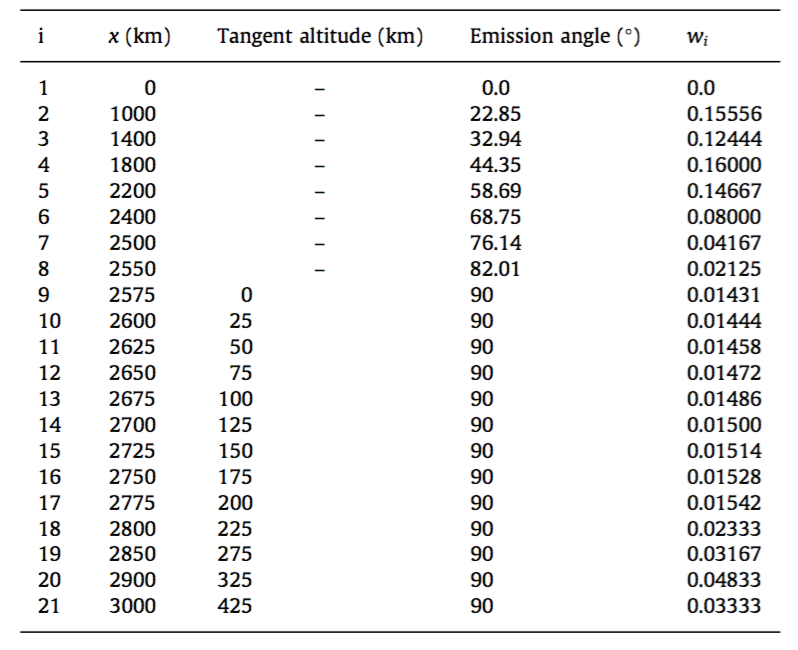 i x (km) Tangent altitude (km) Emission angle (°) wᵢ
1 0 – 0.0 0.0
2 1000 – 22.85 0.15556
3 1400 – 32.94 0.12444
4 1800 – 44.35 0.16000
5 2200 – 58.69 0.14667
6 2400 – 68.75 0.08000
7 2500 – 76.14 0.04167
8 2550 – 82.01 0.02125
9 2575 0 90 0.01431
10 2600 25 90 0.01444
11 2625 50 90 0.01458
12 2650 75 90 0.01472
13 2675 100 90 0.01486
14 2700 125 90 0.01500
15 2725 150 90 0.01514
16 2750 175 90 0.01528
17 2775 200 90 0.01542
18 2800 225 90 0.02333
19 2850 275 90 0.03167
20 2900 325 90 0.04833
21 3000 425 90 0.03333